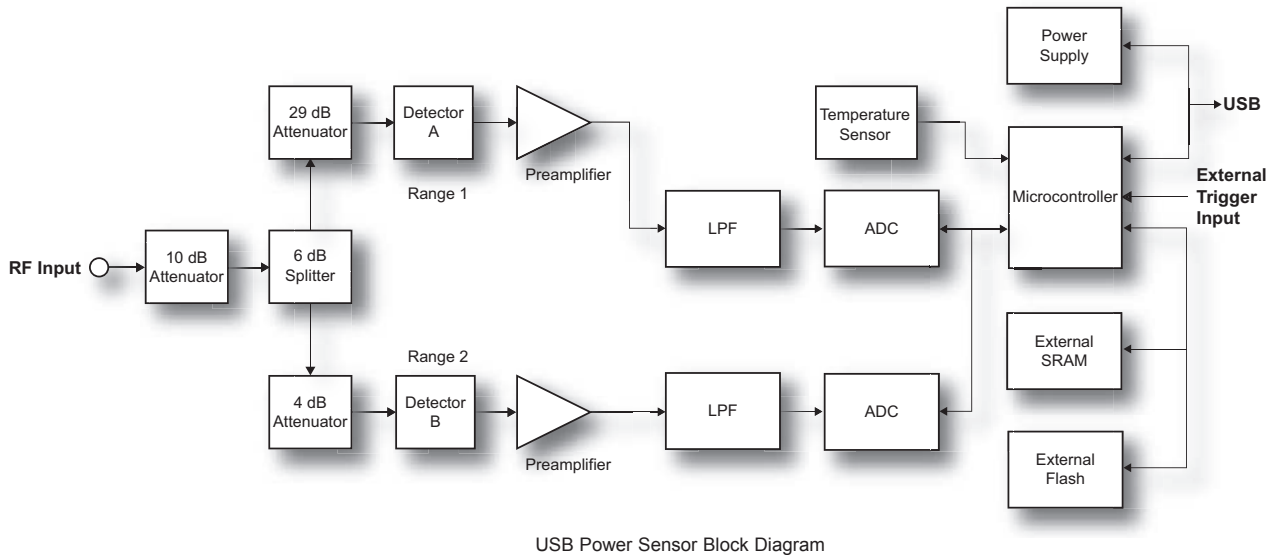 Power
Supply
USB
29 dB
Attenuator
Detector
A
Preamplifier
Range 1
Temperature
Sensor
Microcontroller
External
Trigger
Input
LPF
ADC
RF Input
10 dB
Attenuator
6 dB
Splitter
Range 2
4 dB
Attenuator
Detector
B
Preamplifier
LPF
ADC
External
SRAM
External
Flash
USB Power Sensor Block Diagram